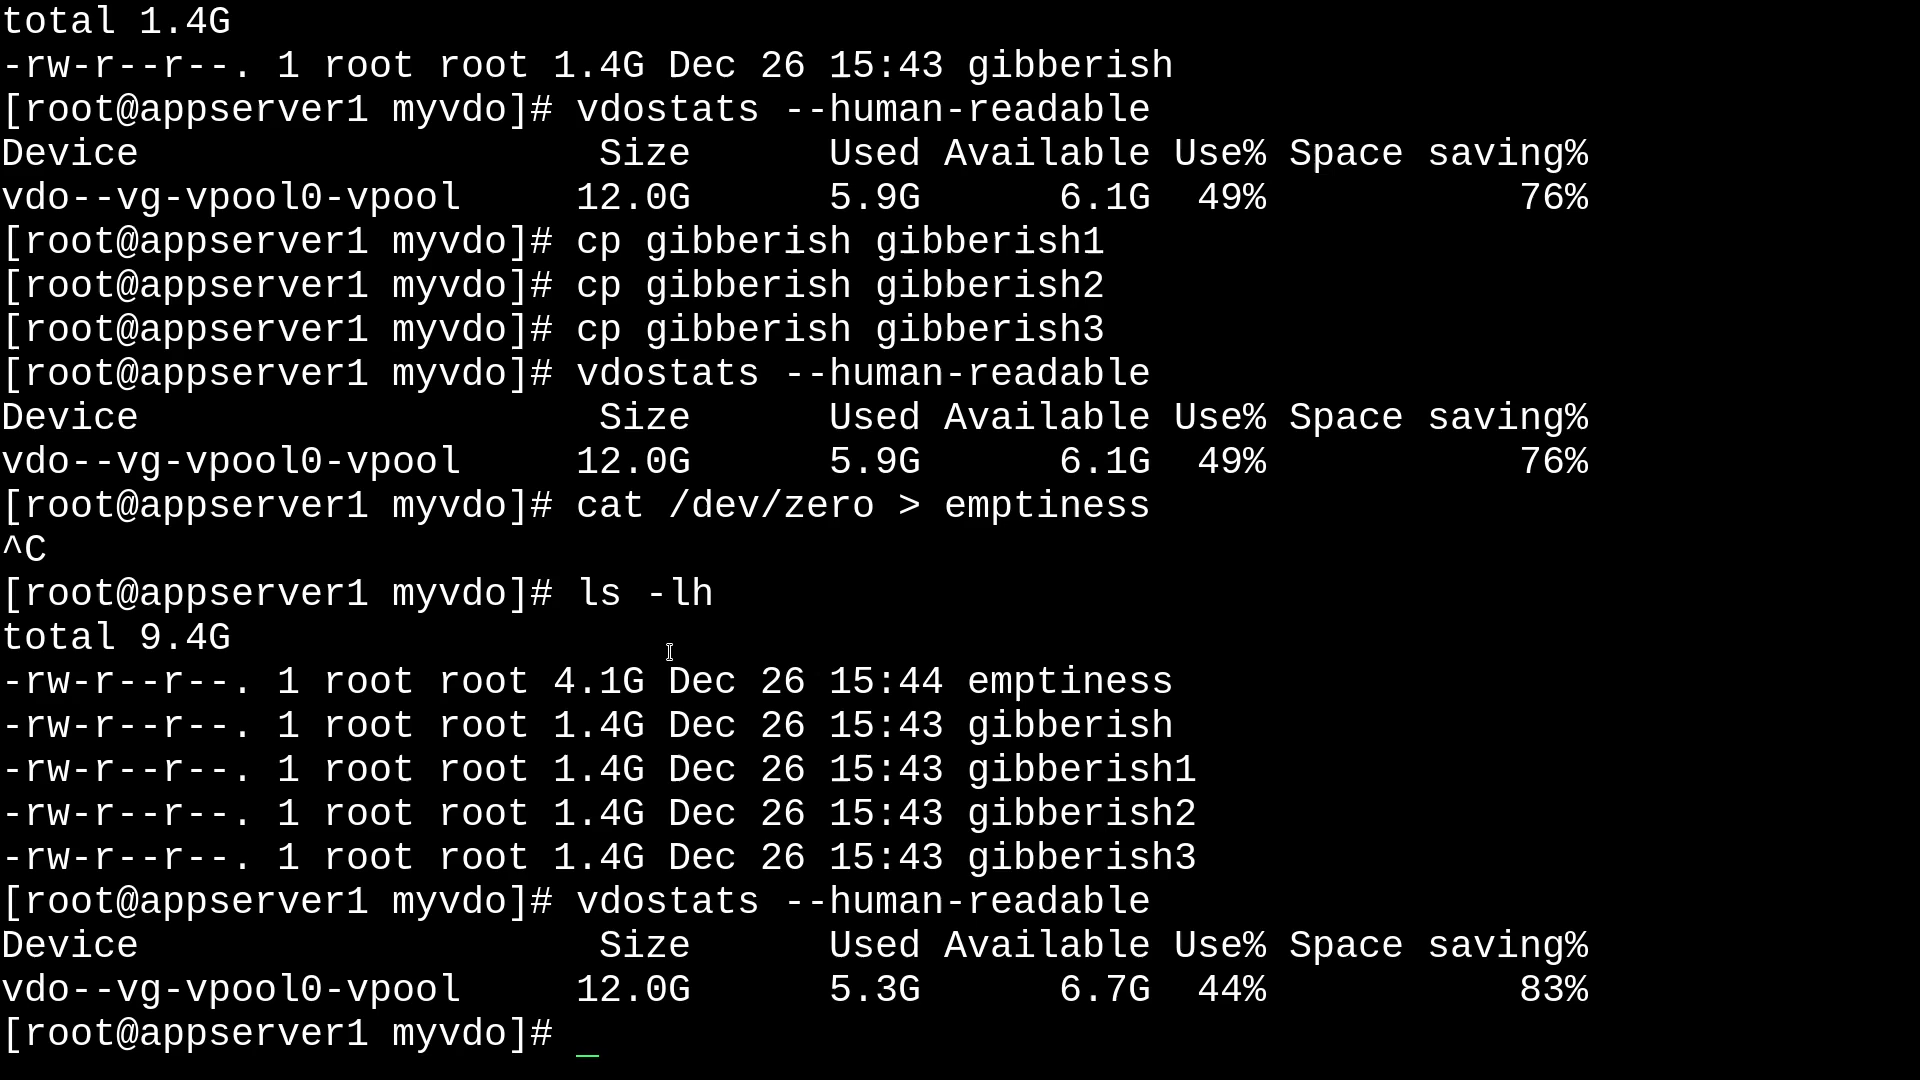 total 1.4G
-rw-r--r--. 1 root root 1.4G Dec 26 15:43 gibberish
[root@appserver1 myvdo]# vdostats --human-readable
Device                    Size      Used Available Use% Space saving%
vdo--vg-vpool0-vpool     12.0G      5.9G      6.1G  49%           76%
[root@appserver1 myvdo]# cp gibberish gibberish1
[root@appserver1 myvdo]# cp gibberish gibberish2
[root@appserver1 myvdo]# cp gibberish gibberish3
[root@appserver1 myvdo]# vdostats --human-readable
Device                    Size      Used Available Use% Space saving%
vdo--vg-vpool0-vpool     12.0G      5.9G      6.1G  49%           76%
[root@appserver1 myvdo]# cat /dev/zero > emptiness
^C
[root@appserver1 myvdo]# ls -lh
total 9.4G
-rw-r--r--. 1 root root 4.1G Dec 26 15:44 emptiness
-rw-r--r--. 1 root root 1.4G Dec 26 15:43 gibberish
-rw-r--r--. 1 root root 1.4G Dec 26 15:43 gibberish1
-rw-r--r--. 1 root root 1.4G Dec 26 15:43 gibberish2
-rw-r--r--. 1 root root 1.4G Dec 26 15:43 gibberish3
[root@appserver1 myvdo]# vdostats --human-readable
Device                    Size      Used Available Use% Space saving%
vdo--vg-vpool0-vpool     12.0G      5.3G      6.7G  44%           83%
[root@appserver1 myvdo]# _